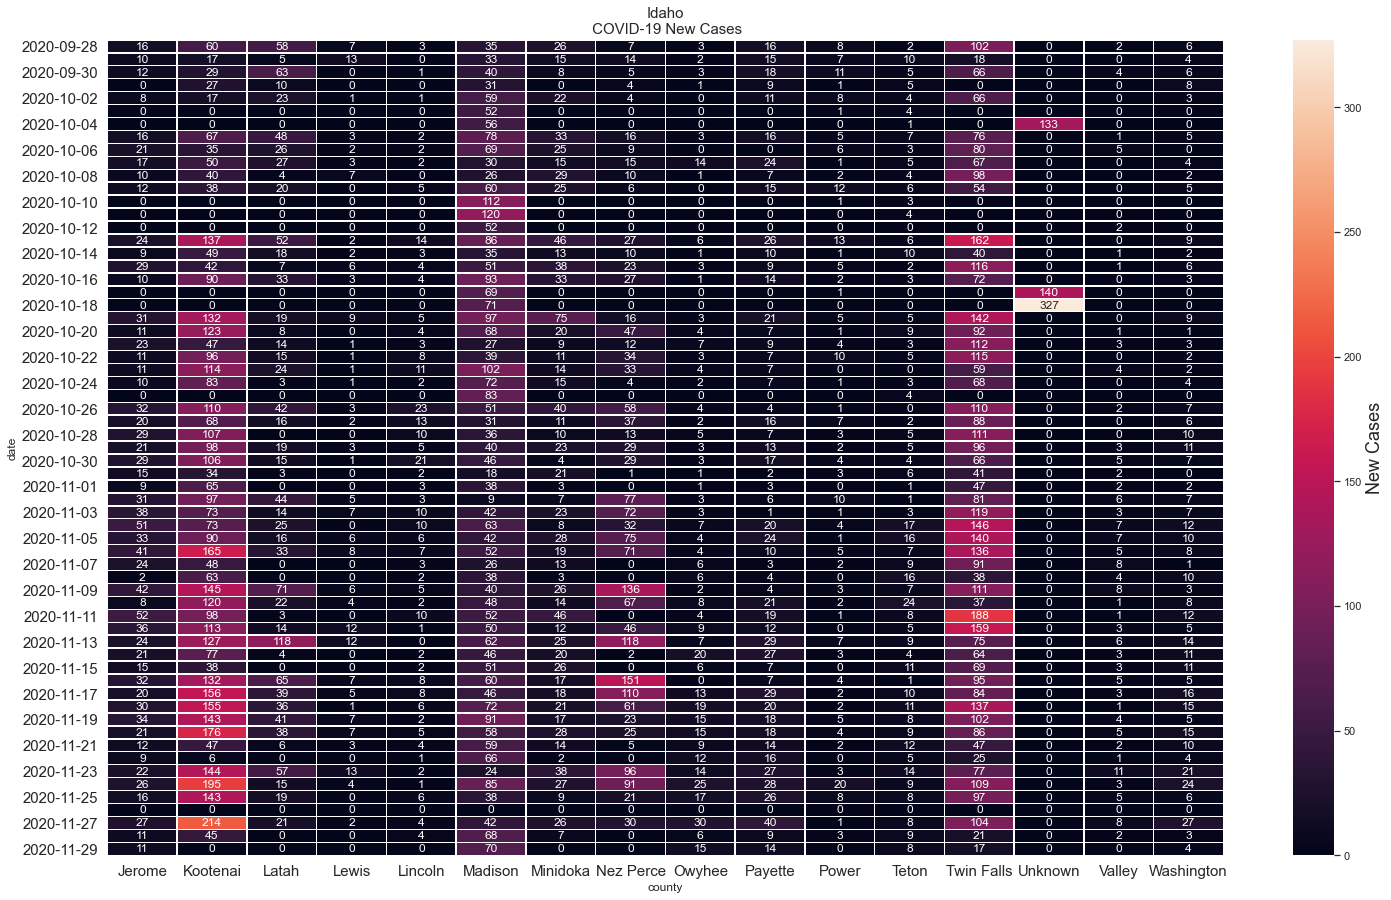 Idaho
COVID-19 New Cases
2020-09-28 16 60 58 7 3 35 26 7 3 16 8 2 102 0 2 6
10 17 5 13 0 33 15 14 2 15 7 10 18 0 0 4
2020-09-30 12 29 63 0 1 40 8 5 3 18 11 5 66 0 4 6
0 27 10 0 0 31 0 4 1 9 1 5 0 0 0 8
2020-10-02 8 17 23 1 1 59 22 4 0 11 8 4 66 0 0 3
0 0 0 0 0 52 0 0 0 0 1 4 0 0 0 0
2020-10-04 0 0 0 0 0 56 0 0 0 0 0 1 0 133 0 0
16 67 48 3 2 78 33 16 3 16 5 7 76 0 1 5
2020-10-06 21 35 26 2 2 69 25 9 0 0 6 3 80 0 5 0
17 50 27 3 2 30 15 15 14 24 1 5 67 0 0 4
2020-10-08 10 40 4 7 0 26 29 10 1 7 2 4 98 0 0 2
12 38 20 0 5 60 25 6 0 15 12 6 54 0 0 5
2020-10-10 0 0 0 0 0 112 0 0 0 0 1 3 0 0 0 0
0 0 0 0 0 120 0 0 0 0 0 4 0 0 0 0
2020-10-12 0 0 0 0 0 52 0 0 0 0 0 0 0 0 2 0
24 137 52 2 14 86 46 27 6 26 13 6 162 0 0 9
2020-10-14 9 49 18 2 3 35 13 10 1 10 1 10 40 0 1 2
29 42 7 6 4 51 38 23 3 9 5 2 116 0 1 6
2020-10-16 10 90 33 3 4 93 33 27 1 14 2 3 72 0 0 3
0 0 0 0 0 69 0 0 0 0 1 0 0 140 0 0
2020-10-18 0 0 0 0 0 71 0 0 0 0 0 0 0 327 0 0
31 132 19 9 5 97 75 16 3 21 5 5 142 0 0 9
2020-10-20 11 123 8 0 4 68 20 47 4 7 1 9 92 0 1 1
23 47 14 1 3 27 9 12 7 9 4 3 112 0 3 3
2020-10-22 11 96 15 1 8 39 11 34 3 7 10 5 115 0 0 2
11 114 24 1 11 102 14 33 4 7 0 0 59 0 4 2
2020-10-24 10 83 3 1 2 72 15 4 2 7 1 3 68 0 0 4
0 0 0 0 0 83 0 0 0 0 0 4 0 0 0 0
2020-10-26 32 110 42 3 23 51 40 58 4 4 1 0 110 0 2 7
20 68 16 2 13 31 11 37 2 16 7 2 88 0 0 6
2020-10-28 29 107 0 0 10 36 10 13 5 7 3 5 111 0 0 10
21 98 19 5 3 40 23 29 3 13 2 5 96 0 3 11
2020-10-30 29 106 15 1 21 46 4 29 3 17 4 4 66 0 5 7
15 34 3 0 2 18 21 1 1 2 3 6 41 0 2 0
2020-11-01 9 65 0 0 3 38 3 0 1 3 0 1 47 0 2 2
31 97 44 5 3 9 7 77 3 6 10 1 81 0 6 7
2020-11-03 38 73 14 7 10 42 23 72 3 1 1 3 119 0 3 7
51 73 25 0 10 63 8 32 7 20 4 17 146 0 7 12
2020-11-05 33 90 16 6 6 42 28 75 4 24 1 16 140 0 7 10
41 165 33 8 7 52 19 71 4 10 5 7 136 0 5 8
2020-11-07 24 48 0 0 3 26 13 0 6 3 2 9 91 0 8 1
2 63 0 0 2 38 3 0 6 4 0 16 38 0 4 10
2020-11-09 42 145 71 6 5 40 26 136 2 4 3 7 111 0 8 3
8 120 22 4 2 48 14 67 8 21 2 24 37 0 1 8
2020-11-11 52 98 3 0 10 52 46 0 4 19 1 8 188 0 1 12
36 113 14 12 1 50 12 46 9 12 0 5 159 0 3 5
2020-11-13 24 127 118 12 0 62 25 118 7 29 7 9 75 0 6 14
21 77 4 0 2 46 20 2 20 27 3 4 64 0 3 11
2020-11-15 15 38 0 0 2 51 26 0 6 7 0 11 69 0 3 11
32 132 65 7 8 60 17 151 0 7 4 1 95 0 5 5
2020-11-17 20 156 39 5 8 46 18 110 13 29 2 10 84 0 3 16
30 155 36 1 6 72 21 61 19 20 2 11 137 0 1 15
2020-11-19 34 143 41 7 2 91 17 23 15 18 5 8 102 0 4 5
21 176 38 7 5 58 28 25 15 18 4 9 86 0 5 15
2020-11-21 12 47 6 3 4 59 14 5 9 14 2 12 47 0 2 10
9 6 0 0 1 66 2 0 12 16 0 5 25 0 1 4
2020-11-23 22 144 57 13 2 24 38 96 14 27 3 14 77 0 11 21
26 195 15 4 1 85 27 91 25 28 20 9 109 0 3 24
2020-11-25 16 143 19 0 6 38 9 21 17 26 8 8 97 0 5 6
0 0 0 0 0 0 0 0 0 0 0 0 0 0 0 0
2020-11-27 27 214 21 2 4 42 26 30 30 40 1 8 104 0 8 27
11 45 0 0 4 68 7 0 6 9 3 9 21 0 2 3
2020-11-29 11 0 0 0 0 70 0 0 15 14 0 8 17 0 0 4
Jerome Kootenai Latah Lewis Lincoln Madison Minidoka Nez Perce Owyhee Payette Power Teton Twin Falls Unknown Valley Washington
county
date
300
250
200
150
100
50
0
New Cases